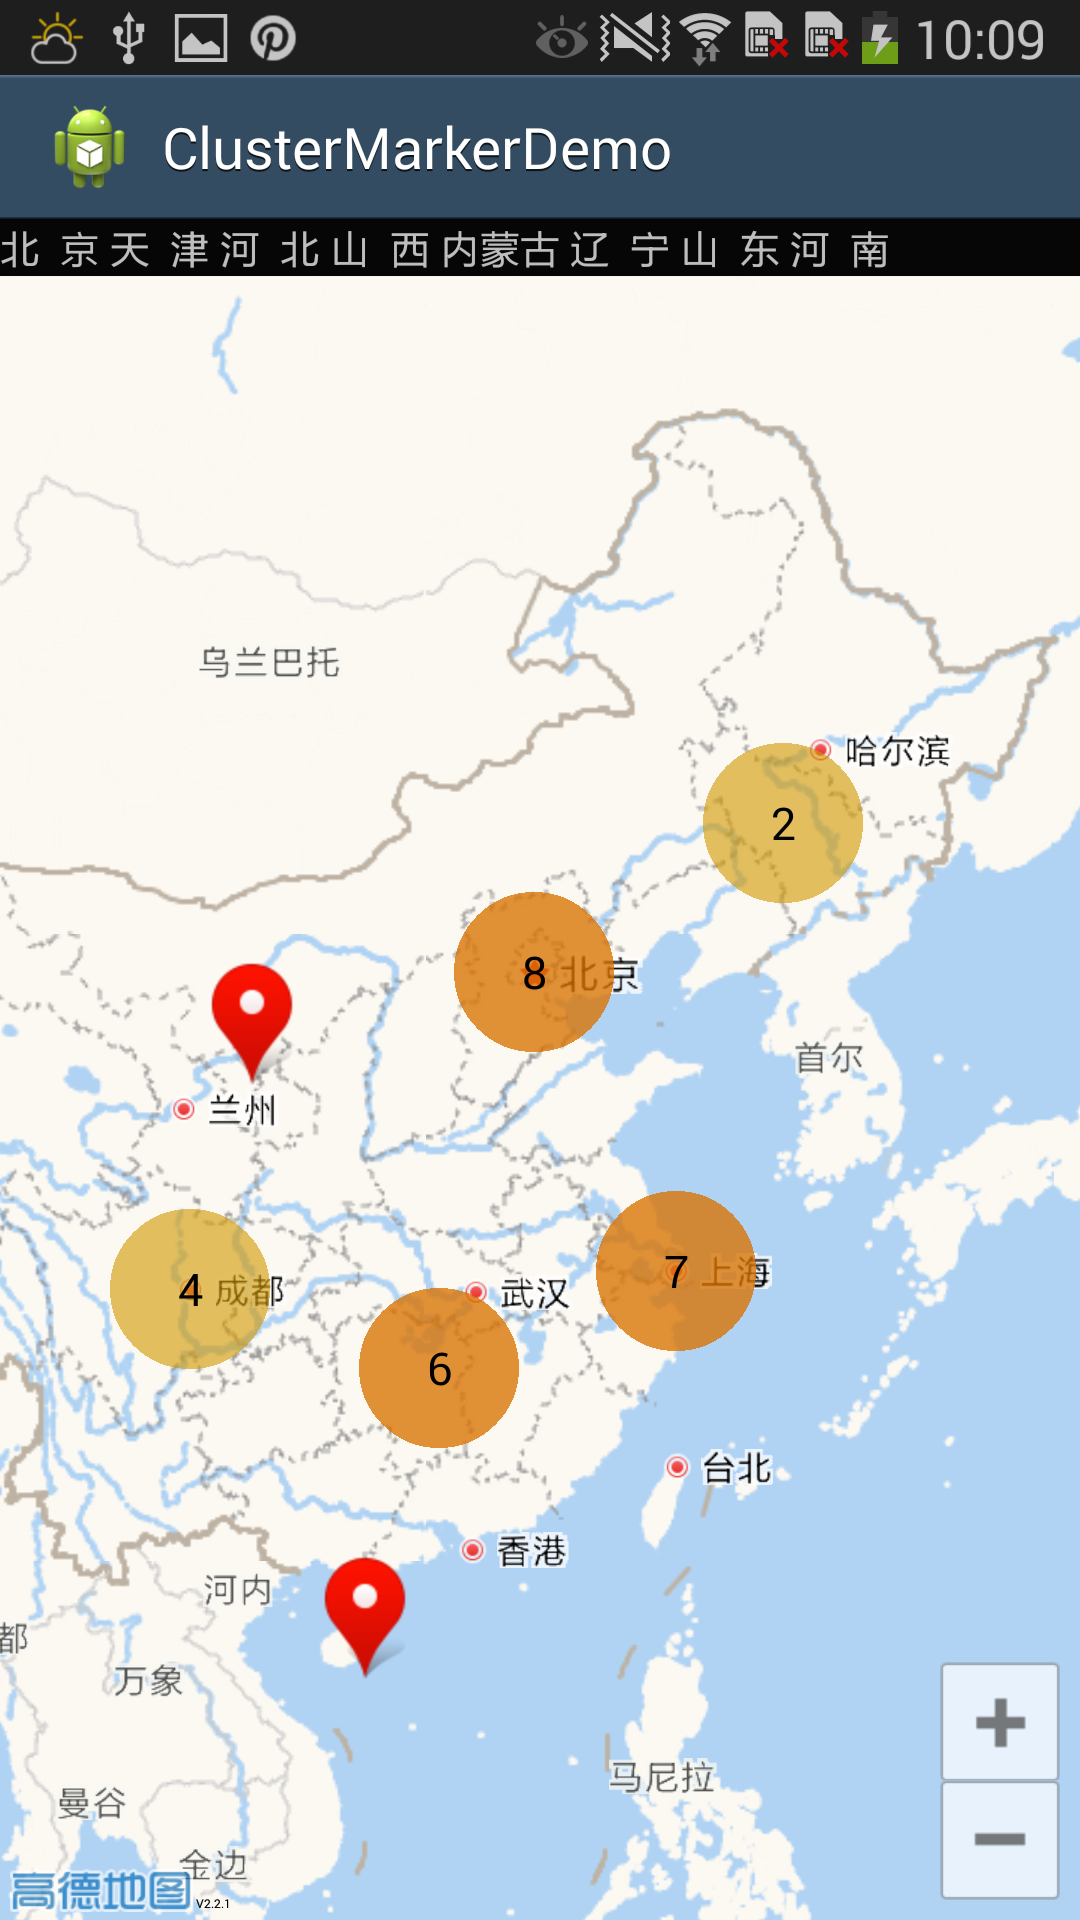 10:09
ClusterMarkerDemo
北 京 天 津 河 北 山 西 内蒙古 辽 宁 山 东 河 南
乌兰巴托
哈尔滨
2
8 北京
首尔
兰州
4 成都
7 上海
武汉
6
台北
香港
河内
都
万象
马尼拉
曼谷
金边
高德地图 V2.2.1